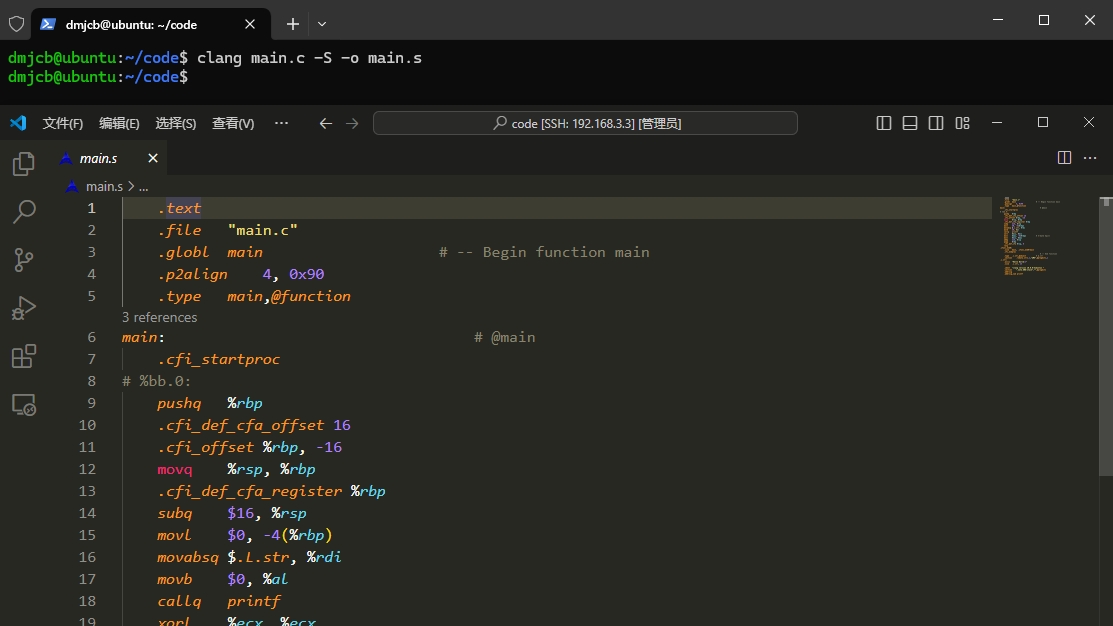 dmjcb@ubuntu: ~/code
dmjcb@ubuntu:~/code$ clang main.c -S -o main.s
dmjcb@ubuntu:~/code$
文件(F) 编辑(E) 选择(S) 查看(V) ··· code [SSH: 192.168.3.3] [管理员]
main.s
main.s > ...
1 .text
2 .file "main.c"
3 .globl main # -- Begin function main
4 .p2align 4, 0x90
5 .type main,@function
3 references
6 main: # @main
7 .cfi_startproc
8 # %bb.0:
9 pushq %rbp
10 .cfi_def_cfa_offset 16
11 .cfi_offset %rbp, -16
12 movq %rsp, %rbp
13 .cfi_def_cfa_register %rbp
14 subq $16, %rsp
15 movl $0, -4(%rbp)
16 movabsq $.L.str, %rdi
17 movb $0, %al
18 callq printf
19 xorl %ecx, %ecx